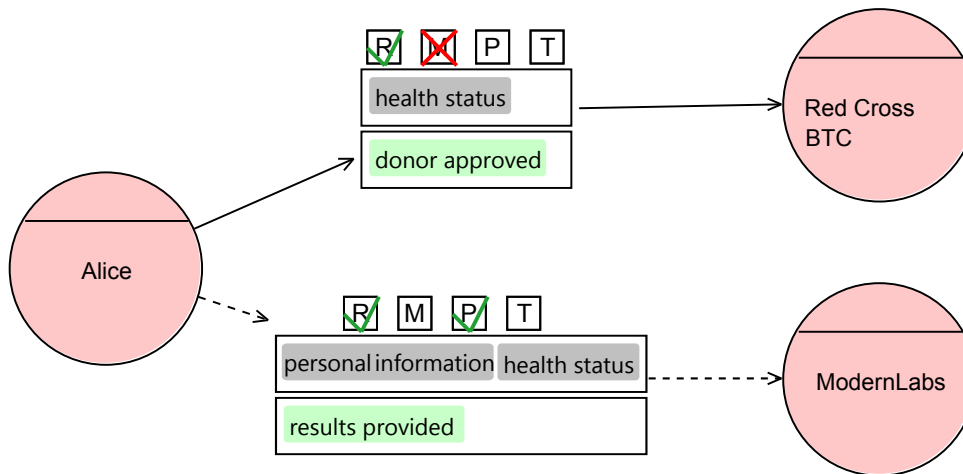 R M P T
health status
donor approved
Red Cross
BTC
Alice
R M P T
personal information health status
results provided
ModernLabs